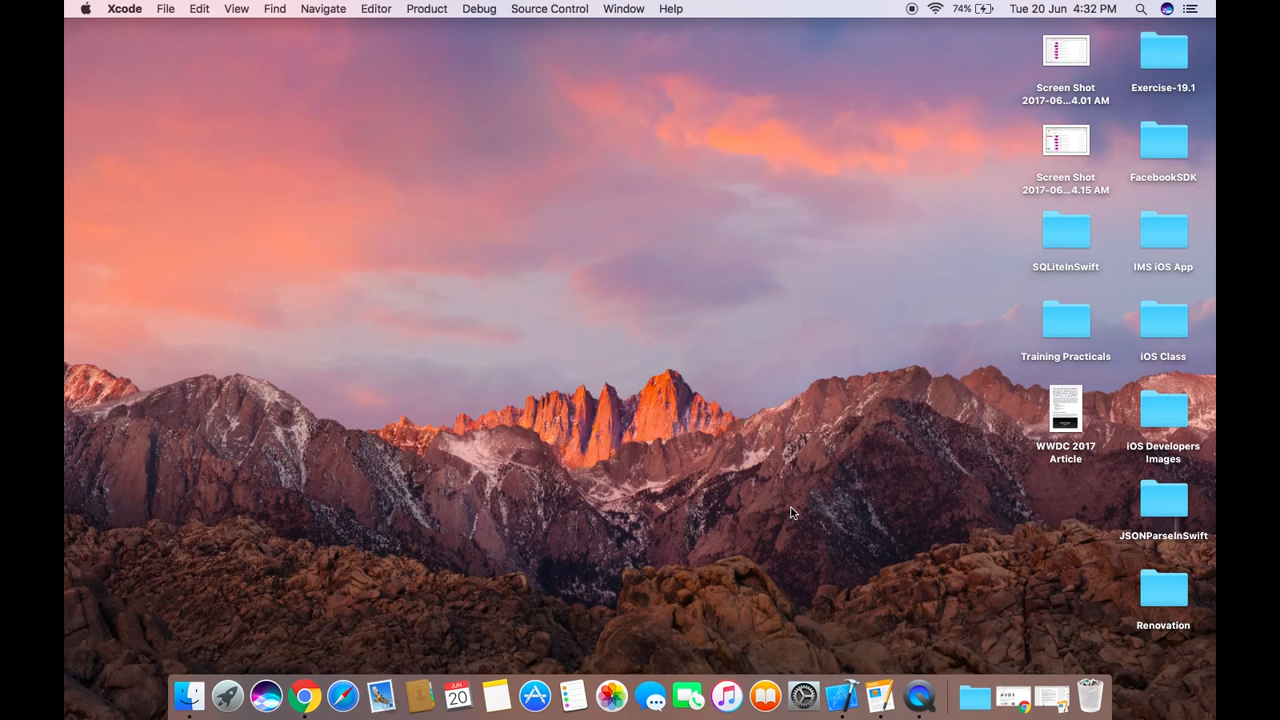 Xcode File Edit View Find Navigate Editor Product Debug Source Control Window Help 74% Tue 20 Jun 4:32 PM
Screen Shot
2017-06...4.01 AM
Exercise-19.1
Screen Shot
2017-06...4.15 AM
FacebookSDK
SQLiteInSwift
IMS iOS App
Training Practicals
iOS Class
WWDC 2017
Article
iOS Developers
Images
JSONParseInSwift
Renovation
JUN
20